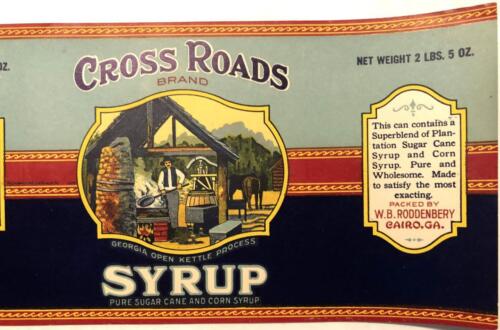 OZ.
CROSS ROADS
BRAND
NET WEIGHT 2 LBS. 5 OZ.
GEORGIA OPEN KETTLE PROCESS
SYRUP
PURE SUGAR CANE AND CORN SYRUP
This can contains a
Superblend of Plan-
tation Sugar Cane
Syrup and Corn
Syrup. Pure and
Wholesome. Made
to satisfy the most
exacting.
PACKED BY
W.B. RODDENBERY
CAIRO, GA.